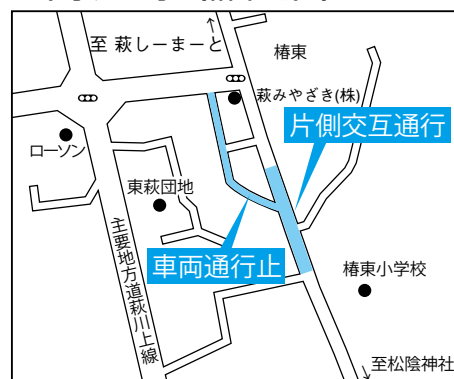 至 萩しーまーと
↑
椿東
萩みやざき(株)
片側交互通行
ローソン
東萩団地
車両通行止
主要地方道萩川上線
椿東小学校
至松陰神社